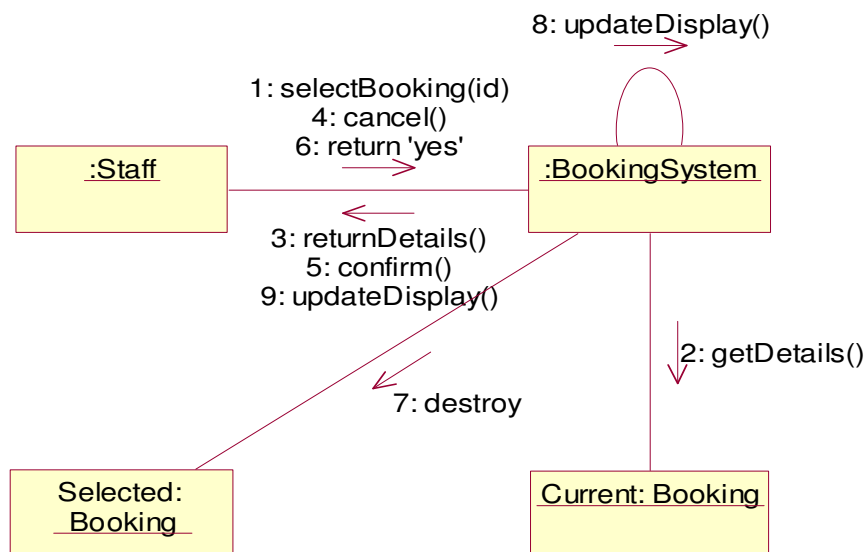 8: updateDisplay()
1: selectBooking(id)
4: cancel()
6: return 'yes'
:Staff
:BookingSystem
3: returnDetails()
5: confirm()
9: updateDisplay()
2: getDetails()
7: destroy
Selected:
Booking
Current: Booking